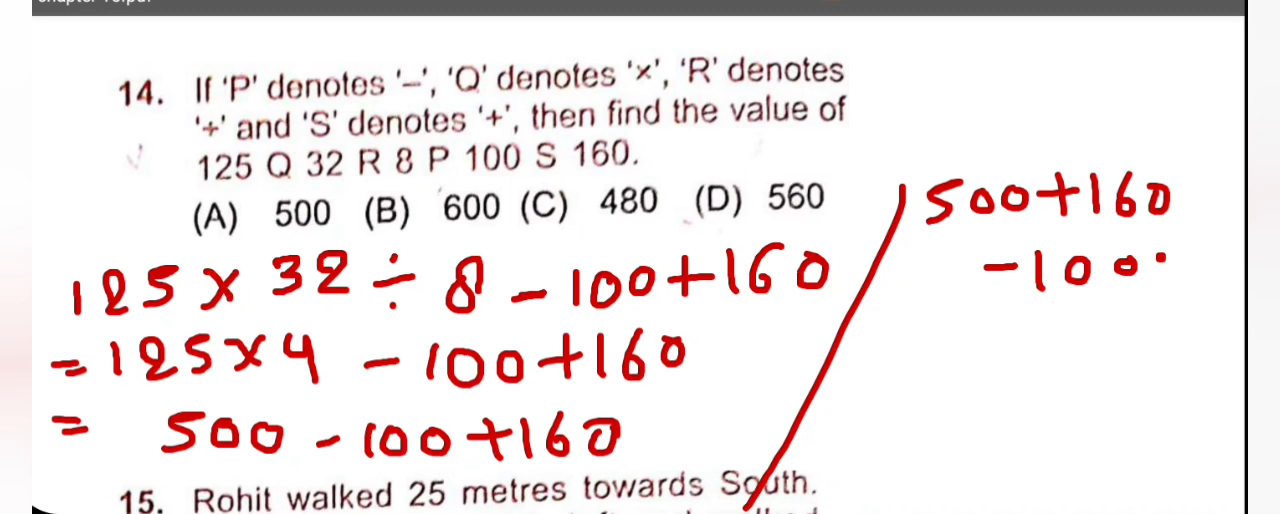 14. If 'P' denotes '–', 'Q' denotes '×', 'R' denotes
'÷' and 'S' denotes '+', then find the value of
125 Q 32 R 8 P 100 S 160.
(A) 500 (B) 600 (C) 480 (D) 560
125 × 32 ÷ 8 – 100 + 160
= 125 × 4 – 100 + 160
= 500 – 100 + 160
500 + 160
– 100
15. Rohit walked 25 metres towards South.